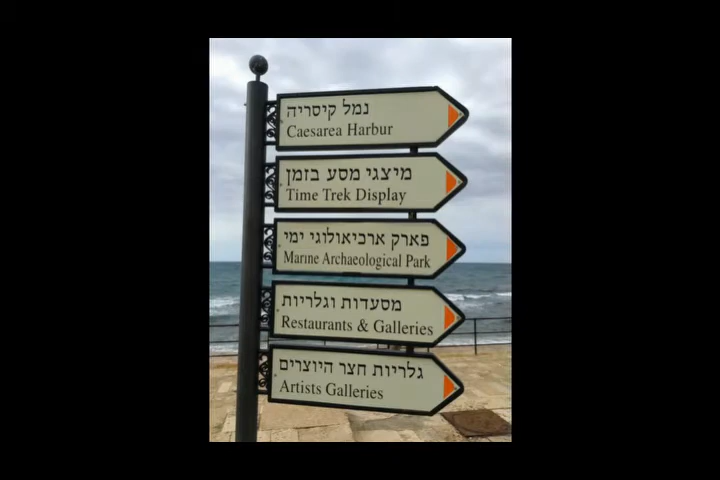 נמל קיסריה
Caesarea Harbur
מיצגי מסע בזמן
Time Trek Display
פארק ארכיאולוגי ימי
Marine Archaeological Park
מסעדות וגלריות
Restaurants & Galleries
גלריות חצר היוצרים
Artists Galleries